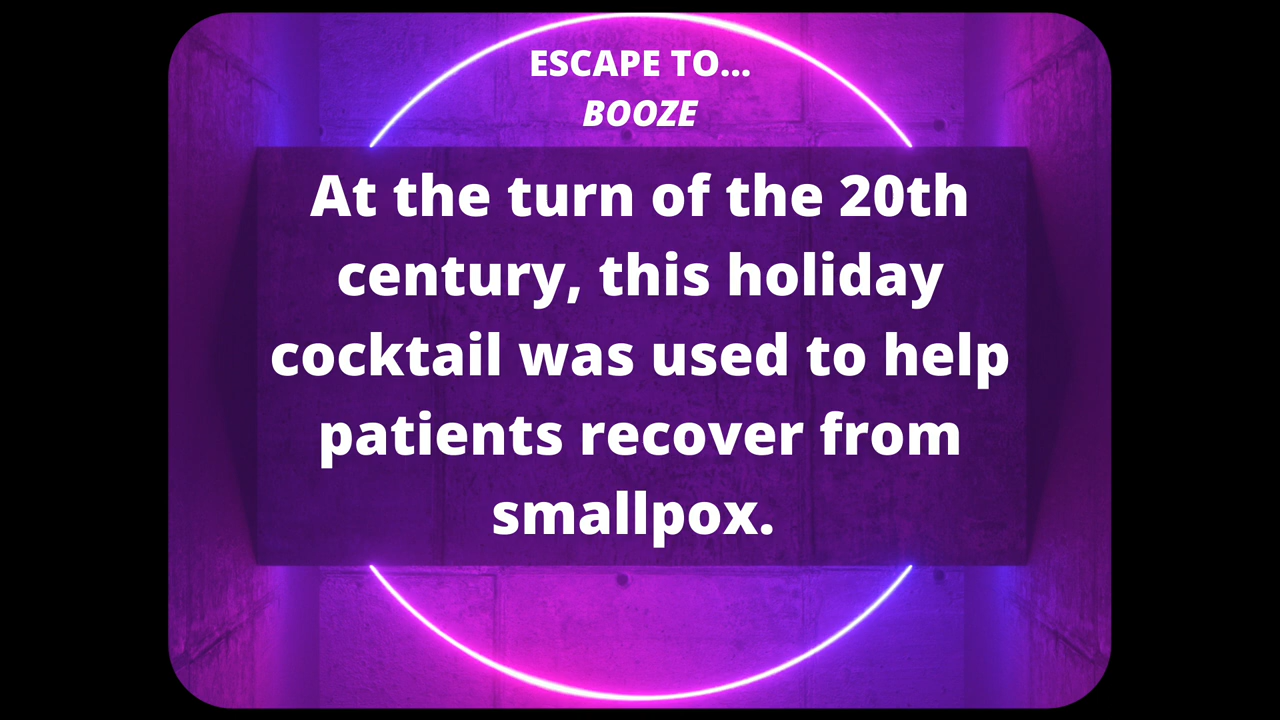 ESCAPE TO...
BOOZE
At the turn of the 20th
century, this holiday
cocktail was used to help
patients recover from
smallpox.